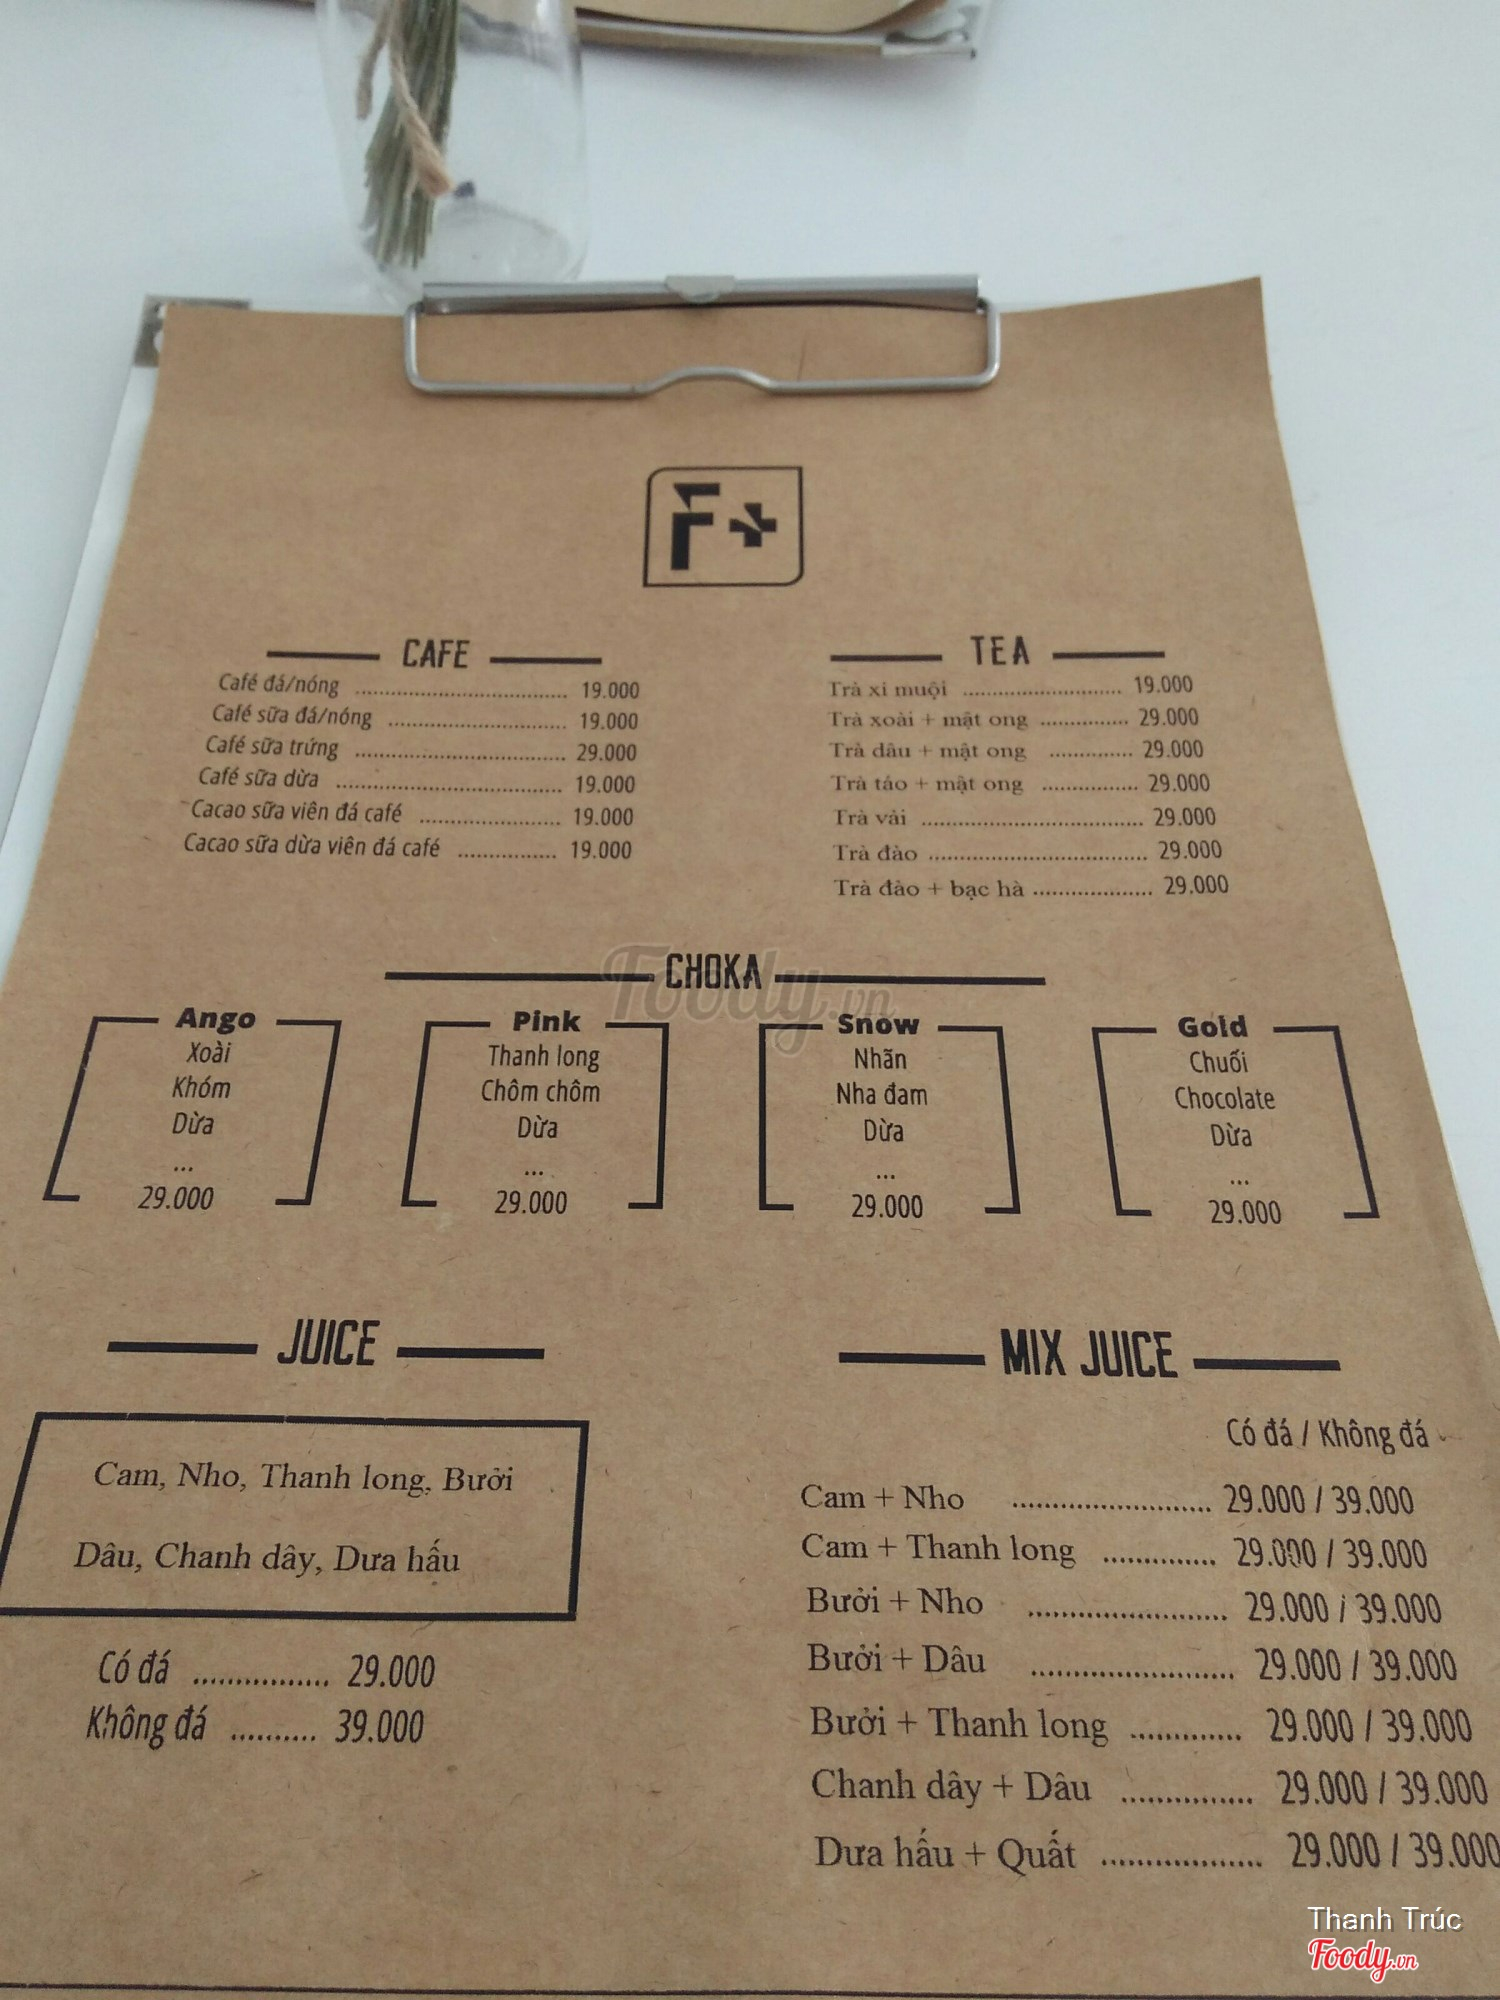 F+
CAFE
Café đá/nóng ........................ 19.000
Café sữa đá/nóng .................... 19.000
Café sữa trứng ........................ 29.000
Café sữa dừa .......................... 19.000
Cacao sữa viên đá café ................ 19.000
Cacao sữa dừa viên đá café ............ 19.000
TEA
Trà xí muội ........................ 19.000
Trà xoài + mật ong .............. 29.000
Trà dâu + mật ong ............. 29.000
Trà táo + mật ong ............... 29.000
Trà vải .................................. 29.000
Trà đào ................................. 29.000
Trà đào + bạc hà ................... 29.000
CHOKA
Foody.vn
Ango
Xoài
Khóm
Dừa
...
29.000
Pink
Thanh long
Chôm chôm
Dừa
...
29.000
Snow
Nhãn
Nha đam
Dừa
...
29.000
Gold
Chuối
Chocolate
Dừa
...
29.000
JUICE
Cam, Nho, Thanh long, Bưởi
Dâu, Chanh dây, Dưa hấu
Có đá ................ 29.000
Không đá .......... 39.000
MIX JUICE
Có đá / Không đá
Cam + Nho ......................... 29.000 / 39.000
Cam + Thanh long .............. 29.000 / 39.000
Bưởi + Nho ......................... 29.000 / 39.000
Bưởi + Dâu ......................... 29.000 / 39.000
Bưởi + Thanh long ............. 29.000 / 39.000
Chanh dây + Dâu ............... 29.000 / 39.000
Dưa hấu + Quất .................. 29.000 / 39.000
Thanh Trúc
Foody.vn